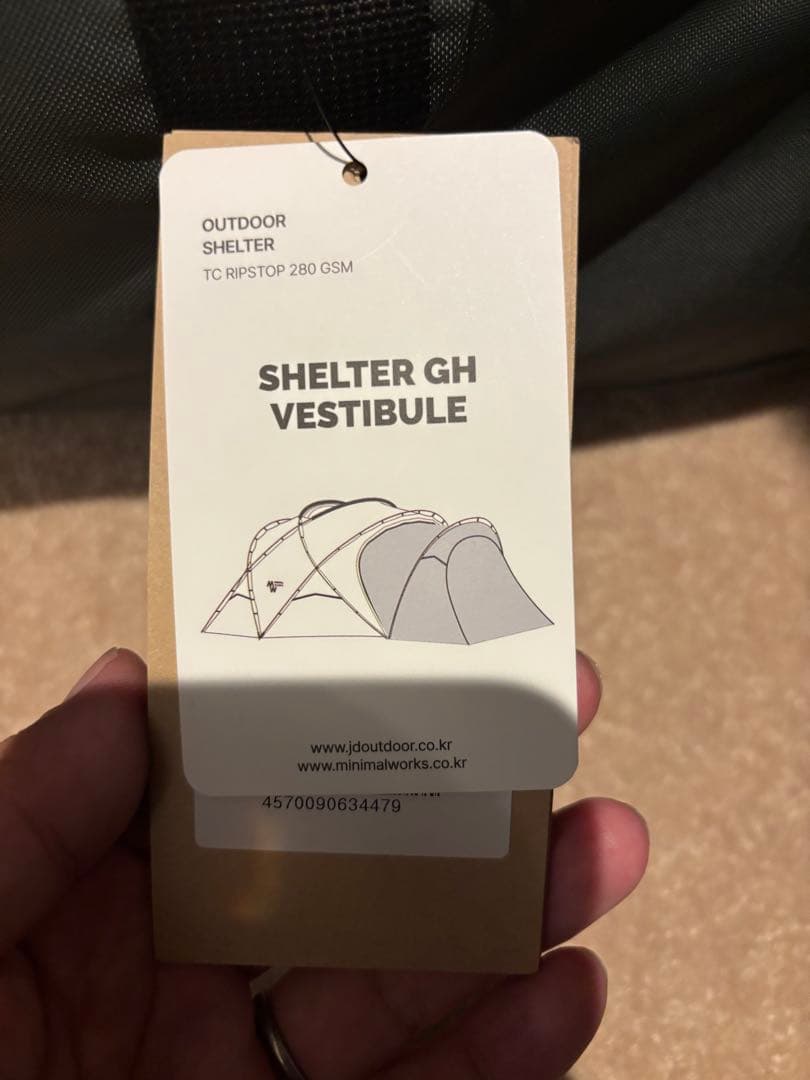 OUTDOOR
SHELTER
TC RIPSTOP 280 GSM
SHELTER GH
VESTIBULE
www.jdoutdoor.co.kr
www.minimalworks.co.kr
4570090634479